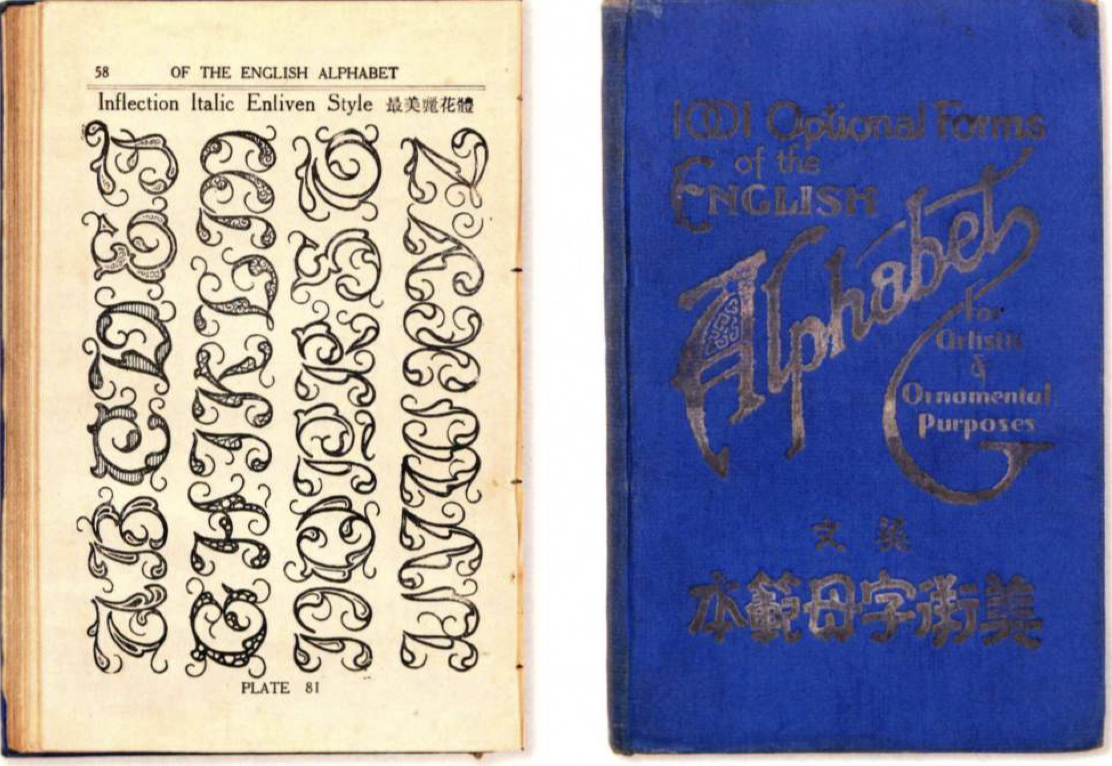 58 OF THE ENGLISH ALPHABET
Inflection Italic Enliven Style 最美麗花體
A B C D E F
G H I K L M
N O P R S T
U V W X Y Z
PLATE 81
1001 Optional Forms
of the
ENGLISH
Alphabet
for
Artistic
&
Ornamental
Purposes
英文
美術字母範本